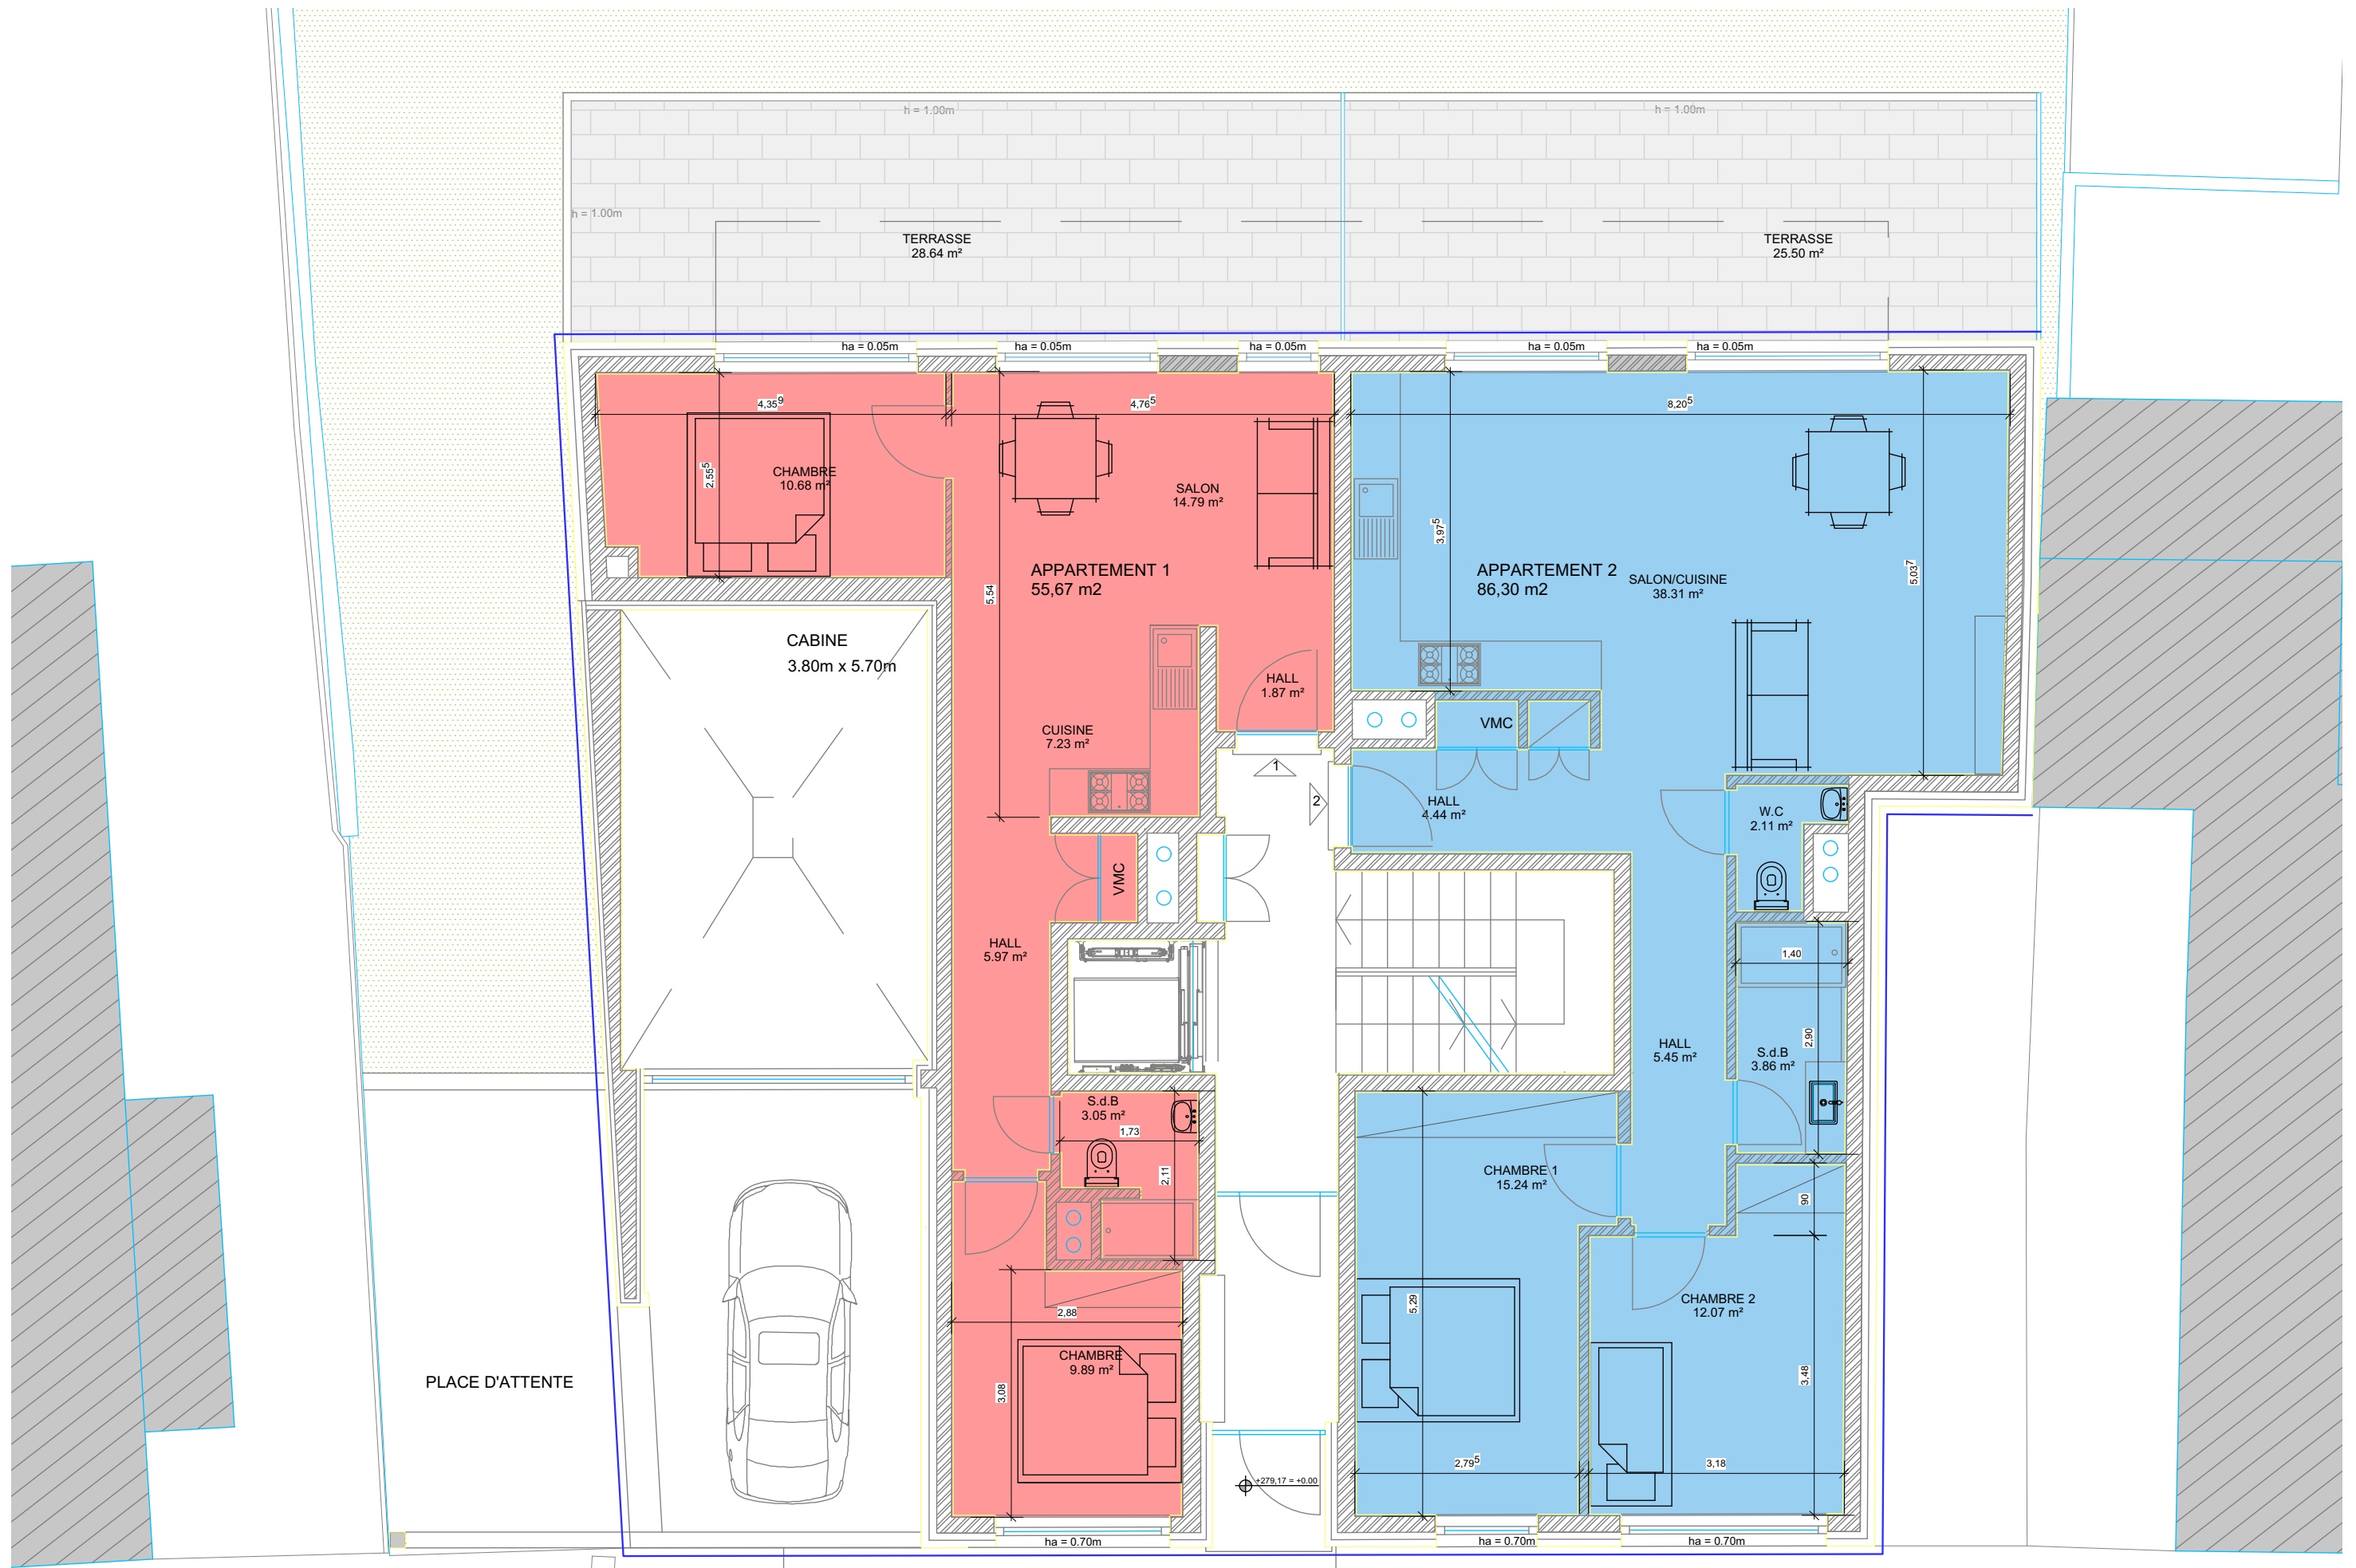 h = 1.00m
h = 1.00m
h = 1.00m
TERRASSE
28.64 m²
TERRASSE
25.50 m²
ha = 0.05m
ha = 0.05m
ha = 0.05m
ha = 0.05m
ha = 0.05m
4,35⁹
4,76⁵
8,20⁵
CHAMBRE
10.68 m²
2,55⁵
SALON
14.79 m²
3,97⁵
5,03⁷
APPARTEMENT 1
55,67 m2
APPARTEMENT 2
86,30 m2
SALON/CUISINE
38.31 m²
5,54
CABINE
3.80m x 5.70m
HALL
1.87 m²
CUISINE
7.23 m²
VMC
1
2
HALL
4.44 m²
W.C
2.11 m²
VMC
HALL
5.97 m²
1,40
2,90
HALL
5.45 m²
S.d.B
3.86 m²
S.d.B
3.05 m²
1,73
2,11
CHAMBRE 1
15.24 m²
90
5,29
CHAMBRE 2
12.07 m²
2,88
CHAMBRE
9.89 m²
3,08
3,48
PLACE D'ATTENTE
2,79⁵
3,18
+279,17 = +0.00
ha = 0.70m
ha = 0.70m
ha = 0.70m